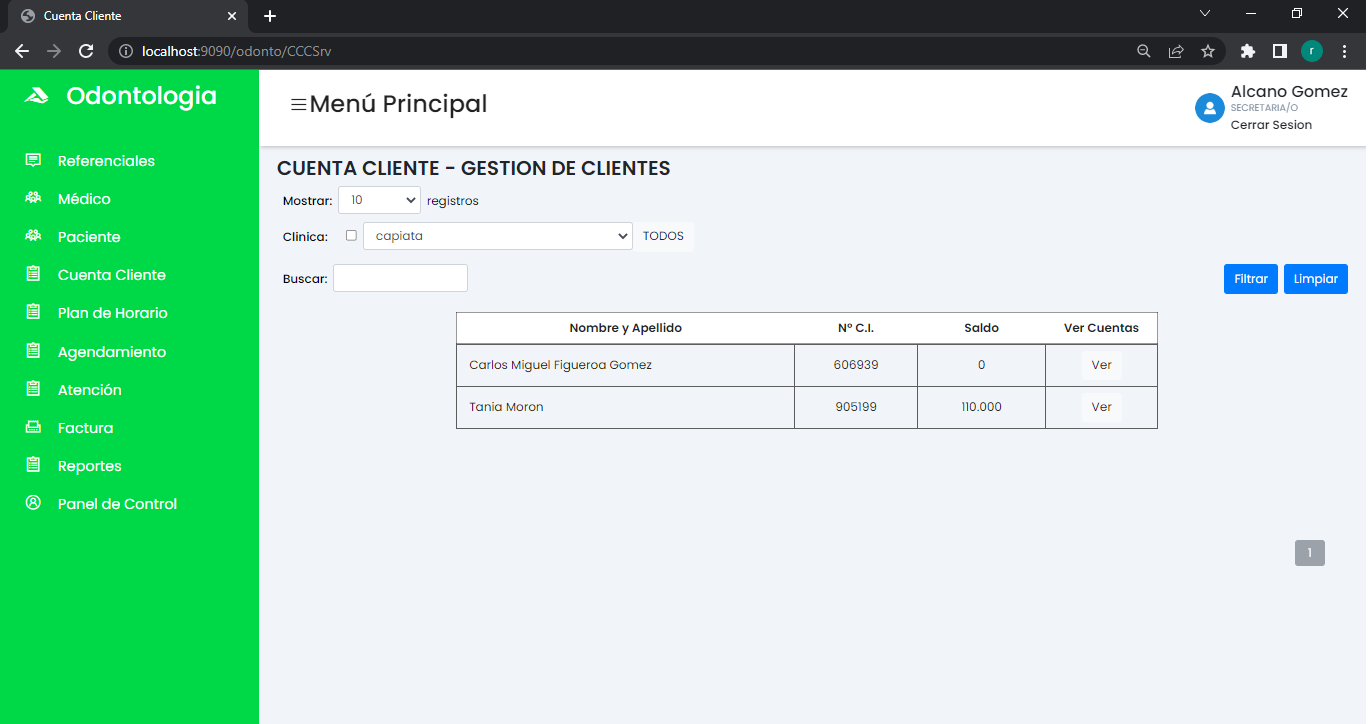 Cuenta Cliente
localhost:9090/odonto/CCCSrv
r
Odontologia
Referenciales
Médico
Paciente
Cuenta Cliente
Plan de Horario
Agendamiento
Atención
Factura
Reportes
Panel de Control
Menú Principal
Alcano Gomez
SECRETARIA/O
Cerrar Sesion
CUENTA CLIENTE - GESTION DE CLIENTES
Mostrar: 10 registros
Clinica: capiata TODOS
Buscar: Filtrar Limpiar
Nombre y Apellido Nº C.I. Saldo Ver Cuentas
Carlos Miguel Figueroa Gomez 606939 0 Ver
Tania Moron 905199 110.000 Ver
1